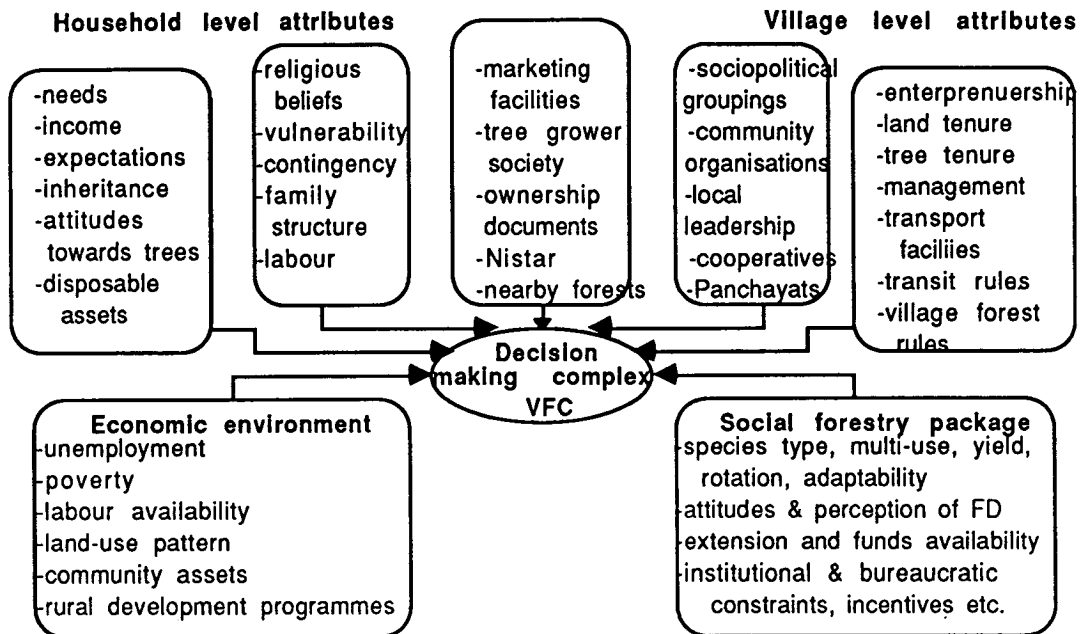 Household level attributes
Village level attributes
-needs
-income
-expectations
-inheritance
-attitudes
towards trees
-disposable
assets
-religious
beliefs
-vulnerability
-contingency
-family
structure
-labour
-marketing
facilities
-tree grower
society
-ownership
documents
-Nistar
-nearby forests
-sociopolitical
groupings
-community
organisations
-local
leadership
-cooperatives
-Panchayats
-enterprenuership
-land tenure
-tree tenure
-management
-transport
faciliies
-transit rules
-village forest
rules
Decision
making complex
VFC
Economic environment
-unemployment
-poverty
-labour availability
-land-use pattern
-community assets
-rural development programmes
Social forestry package
-species type, multi-use, yield,
rotation, adaptability
-attitudes & perception of FD
-extension and funds availability
-institutional & bureaucratic
constraints, incentives etc.